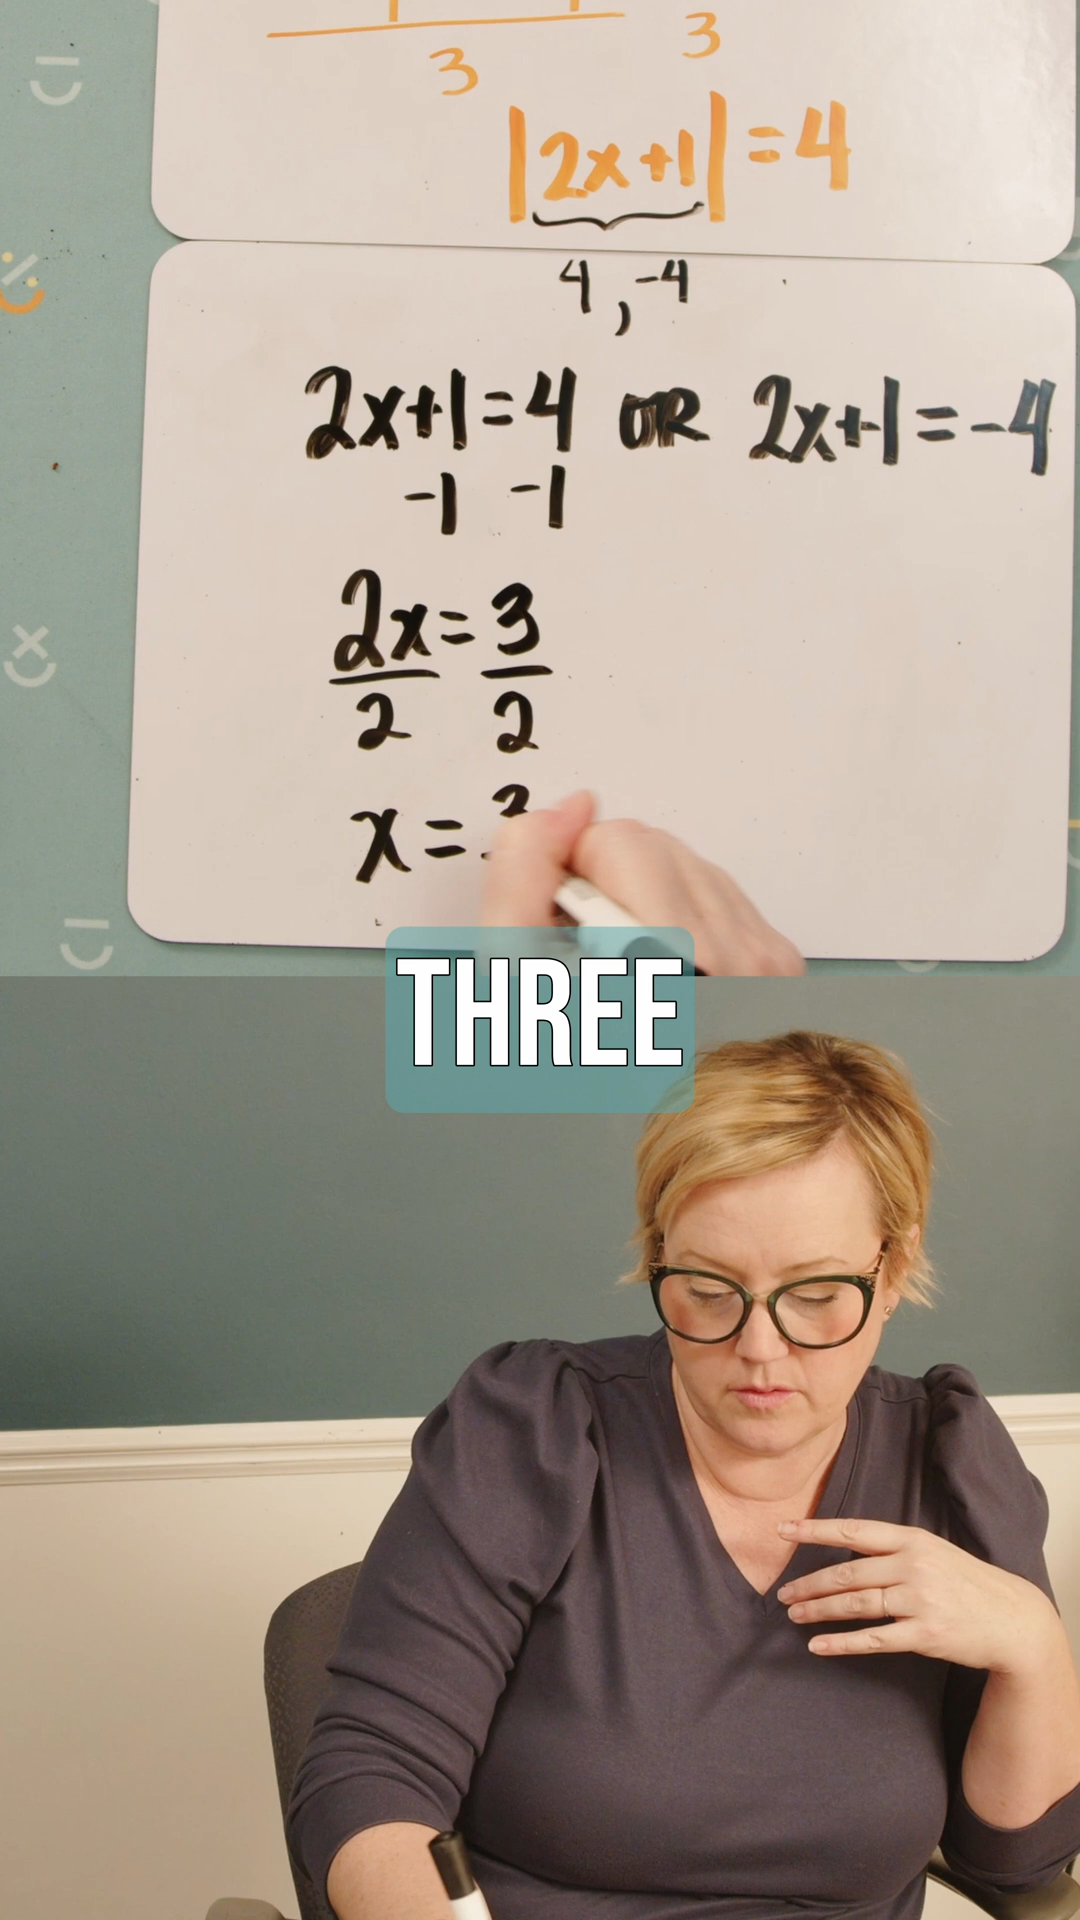 3 3
|2x+1|=4
4, -4
2x+1=4 OR 2x+1=-4
-1 -1
2x=3
2 2
x=3
THREE